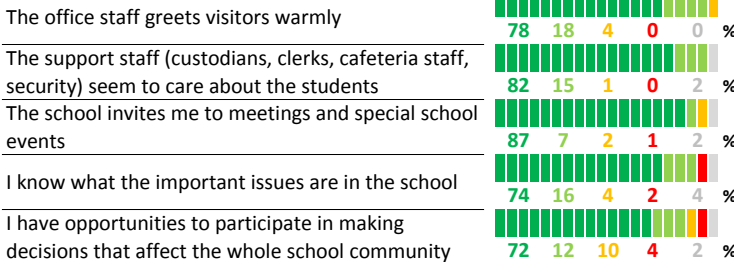 The office staff greets visitors warmly
78 18 4 0 0 %
The support staff (custodians, clerks, cafeteria staff,
security) seem to care about the students
82 15 1 0 2 %
The school invites me to meetings and special school
events
87 7 2 1 2 %
I know what the important issues are in the school
74 16 4 2 4 %
I have opportunities to participate in making
decisions that affect the whole school community
72 12 10 4 2 %